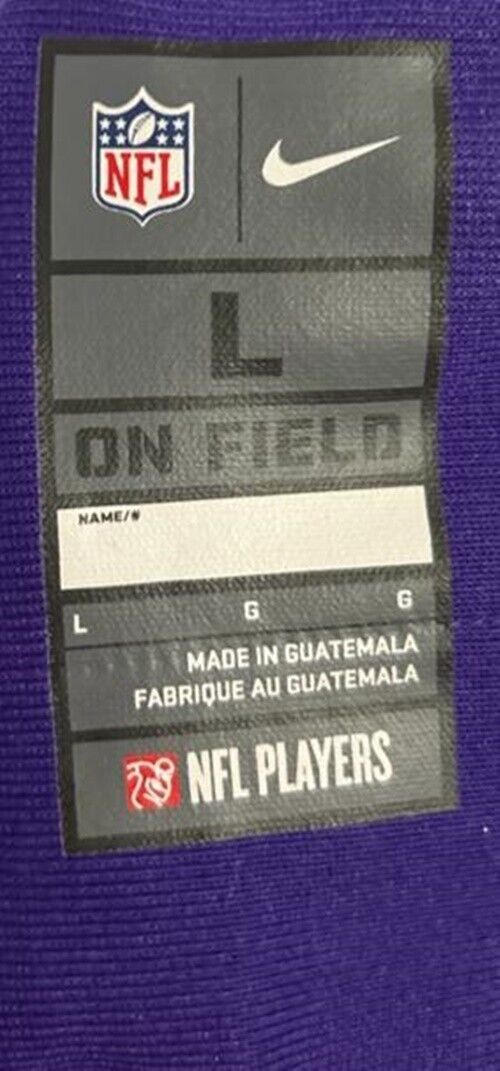 NFL
L
ON FIELD
NAME/#
L G G
MADE IN GUATEMALA
FABRIQUE AU GUATEMALA
NFL PLAYERS